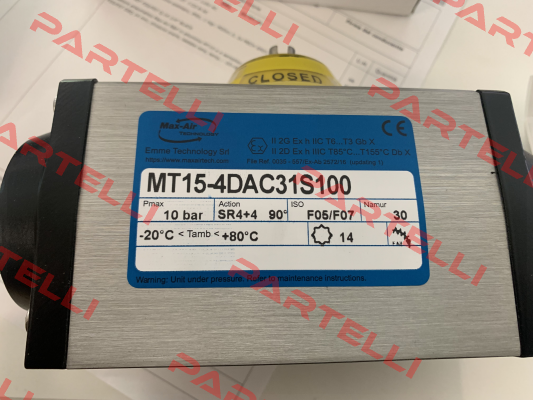 CLOSED
Max-Air
Technology
Emme Technology Srl
www.maxairtech.com
II 2G Ex h IIC T6...T3 Gb X
II 2D Ex h IIIC T85°C...T155°C Db X
CE
MT15-4DAC31S100
Pmax Action ISO Namur
10 bar SR4+4 90° F05/F07 30
-20°C < Tamb < +80°C 14
Warning: Unit under pressure. Refer to maintenance instructions.
PARTELLI
PARTELLI
PARTELLI
PARTELLI
PARTELLI